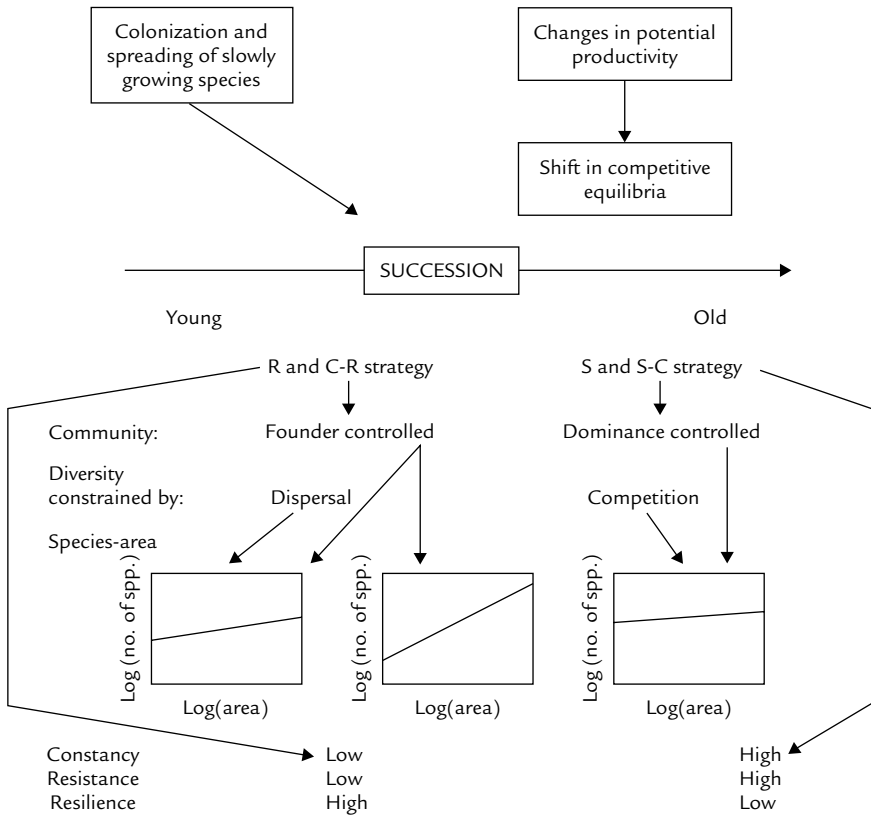 Colonization and
spreading of slowly
growing species
Changes in potential
productivity
Shift in competitive
equilibria
SUCCESSION
Young
Old
R and C-R strategy
S and S-C strategy
Community:
Founder controlled
Dominance controlled
Diversity
constrained by:
Dispersal
Competition
Species-area
Log (no. of spp.)
Log(area)
Log (no. of spp.)
Log(area)
Log (no. of spp.)
Log(area)
Constancy Low High
Resistance Low High
Resilience High Low